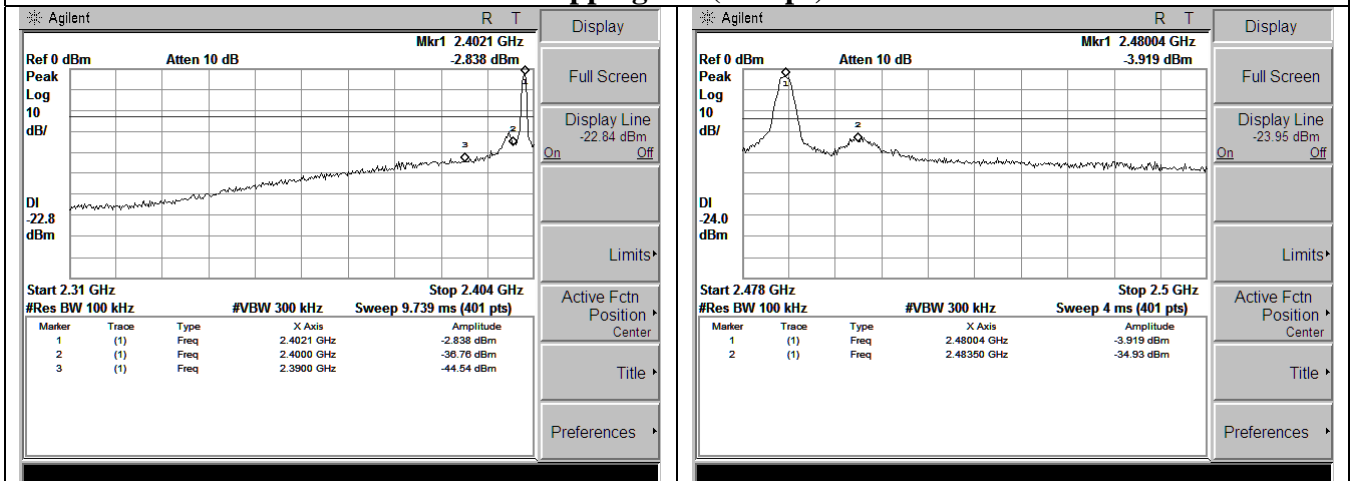 Agilent R T
Mkr1 2.4021 GHz
Ref 0 dBm Atten 10 dB -2.838 dBm
Peak
Log
10
dB/
1
2
3
DI
-22.8
dBm
Start 2.31 GHz Stop 2.404 GHz
#Res BW 100 kHz #VBW 300 kHz Sweep 9.739 ms (401 pts)
Marker Trace Type X Axis Amplitude
1 (1) Freq 2.4021 GHz -2.838 dBm
2 (1) Freq 2.4000 GHz -36.76 dBm
3 (1) Freq 2.3900 GHz -44.54 dBm
Display
Full Screen
Display Line
-22.84 dBm
On Off
Limits
Active Fctn
Position
Center
Title
Preferences
Agilent R T
Mkr1 2.48004 GHz
Ref 0 dBm Atten 10 dB -3.919 dBm
Peak
Log
10
dB/
1
2
DI
-24.0
dBm
Start 2.478 GHz Stop 2.5 GHz
#Res BW 100 kHz #VBW 300 kHz Sweep 4 ms (401 pts)
Marker Trace Type X Axis Amplitude
1 (1) Freq 2.48004 GHz -3.919 dBm
2 (1) Freq 2.48350 GHz -34.93 dBm
Display
Full Screen
Display Line
-23.95 dBm
On Off
Limits
Active Fctn
Position
Center
Title
Preferences